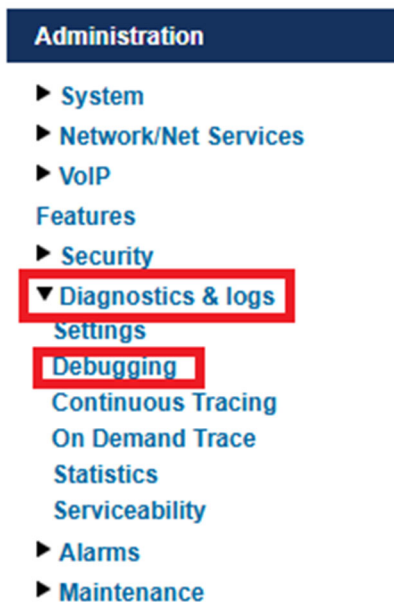 Administration
System
Network/Net Services
VoIP
Features
Security
Diagnostics & logs
Settings
Debugging
Continuous Tracing
On Demand Trace
Statistics
Serviceability
Alarms
Maintenance